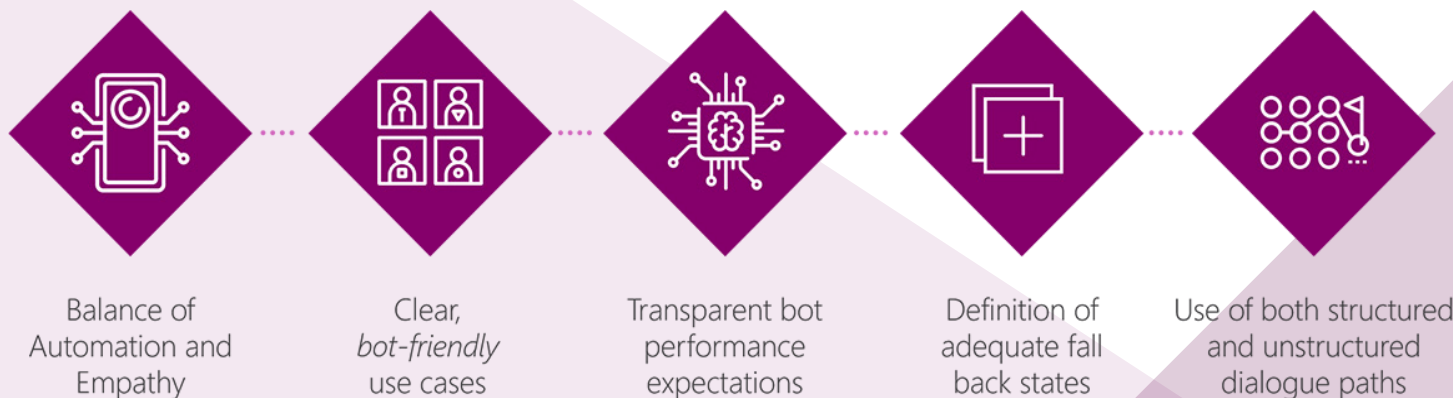 Balance of
Automation and
Empathy
Clear,
bot-friendly
use cases
Transparent bot
performance
expectations
Definition of
adequate fall
back states
Use of both structured
and unstructured
dialogue paths